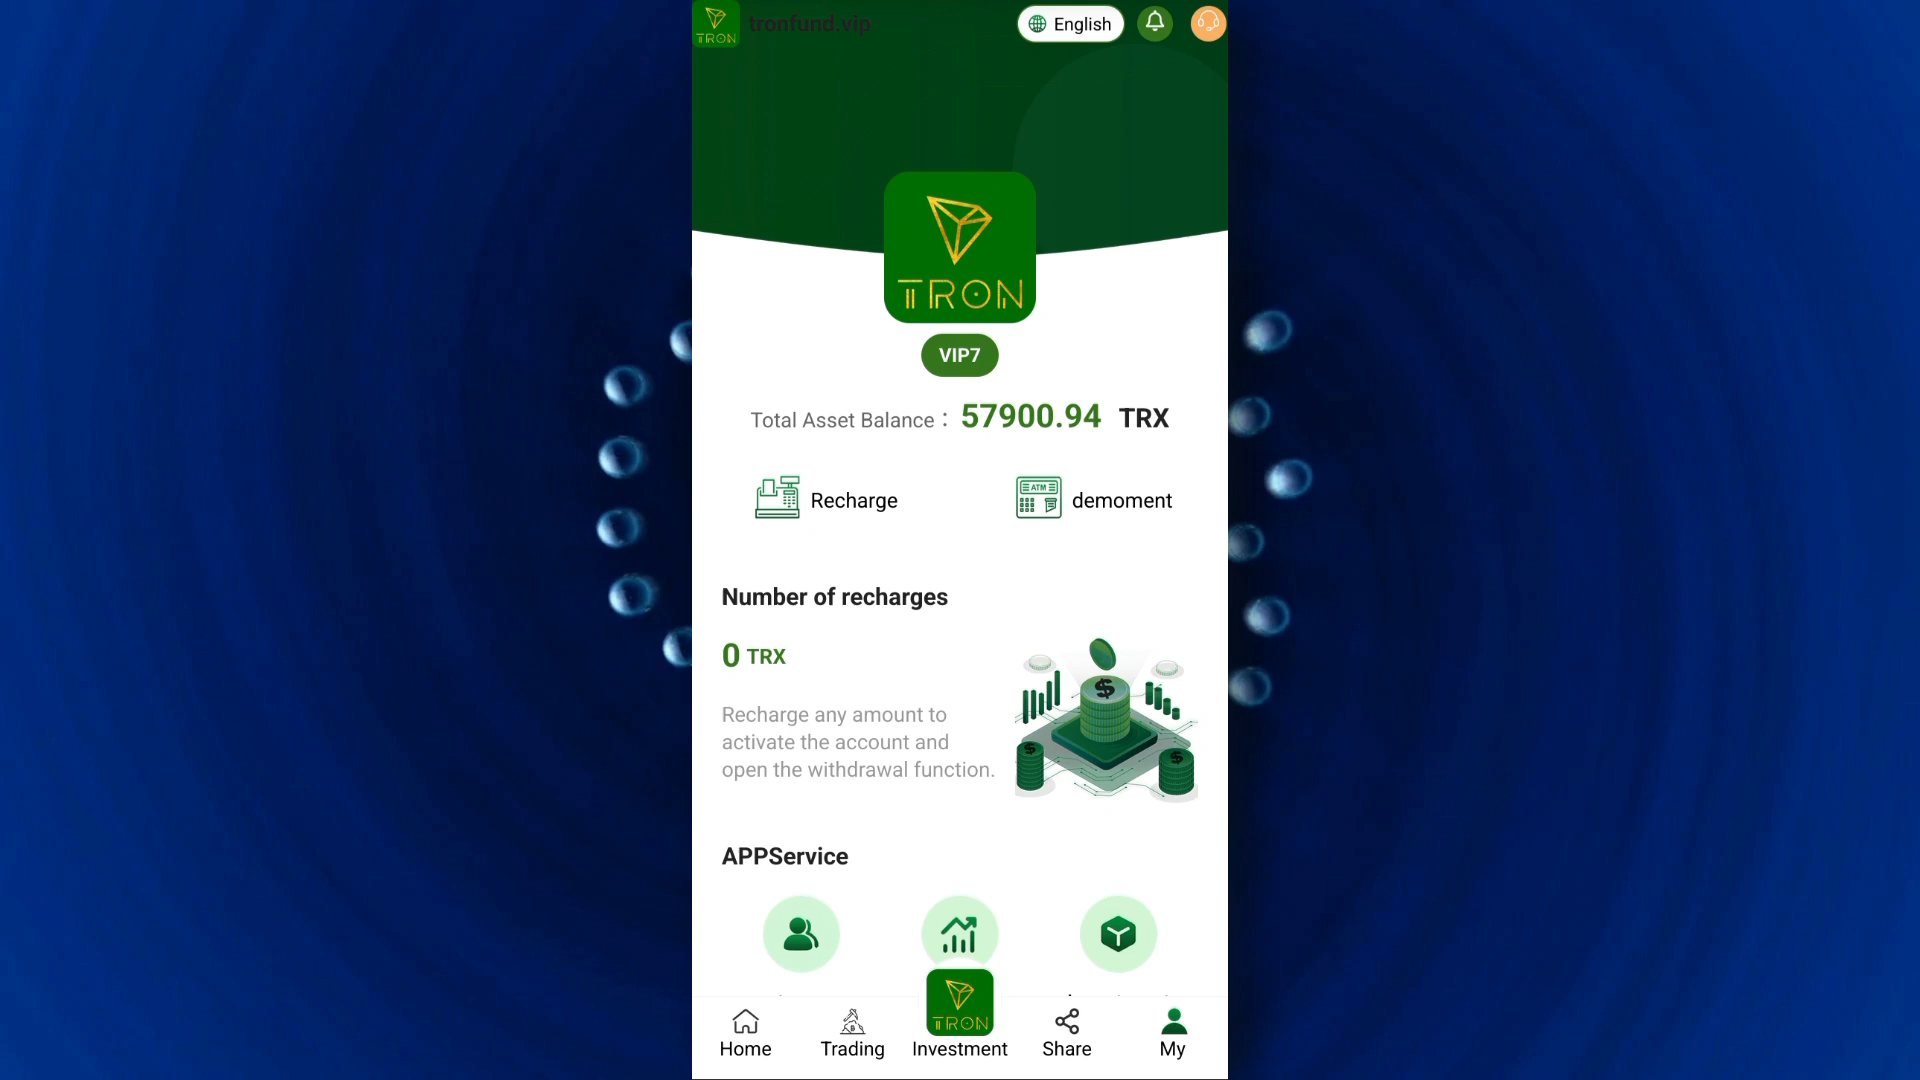 TRON
tronfund.vip
English
TRON
VIP7
Total Asset Balance : 57900.94 TRX
Recharge
ATM
demoment
Number of recharges
0 TRX
Recharge any amount to
activate the account and
open the withdrawal function.
$
$
$
APPService
TRON
Home
Trading
Investment
Share
My